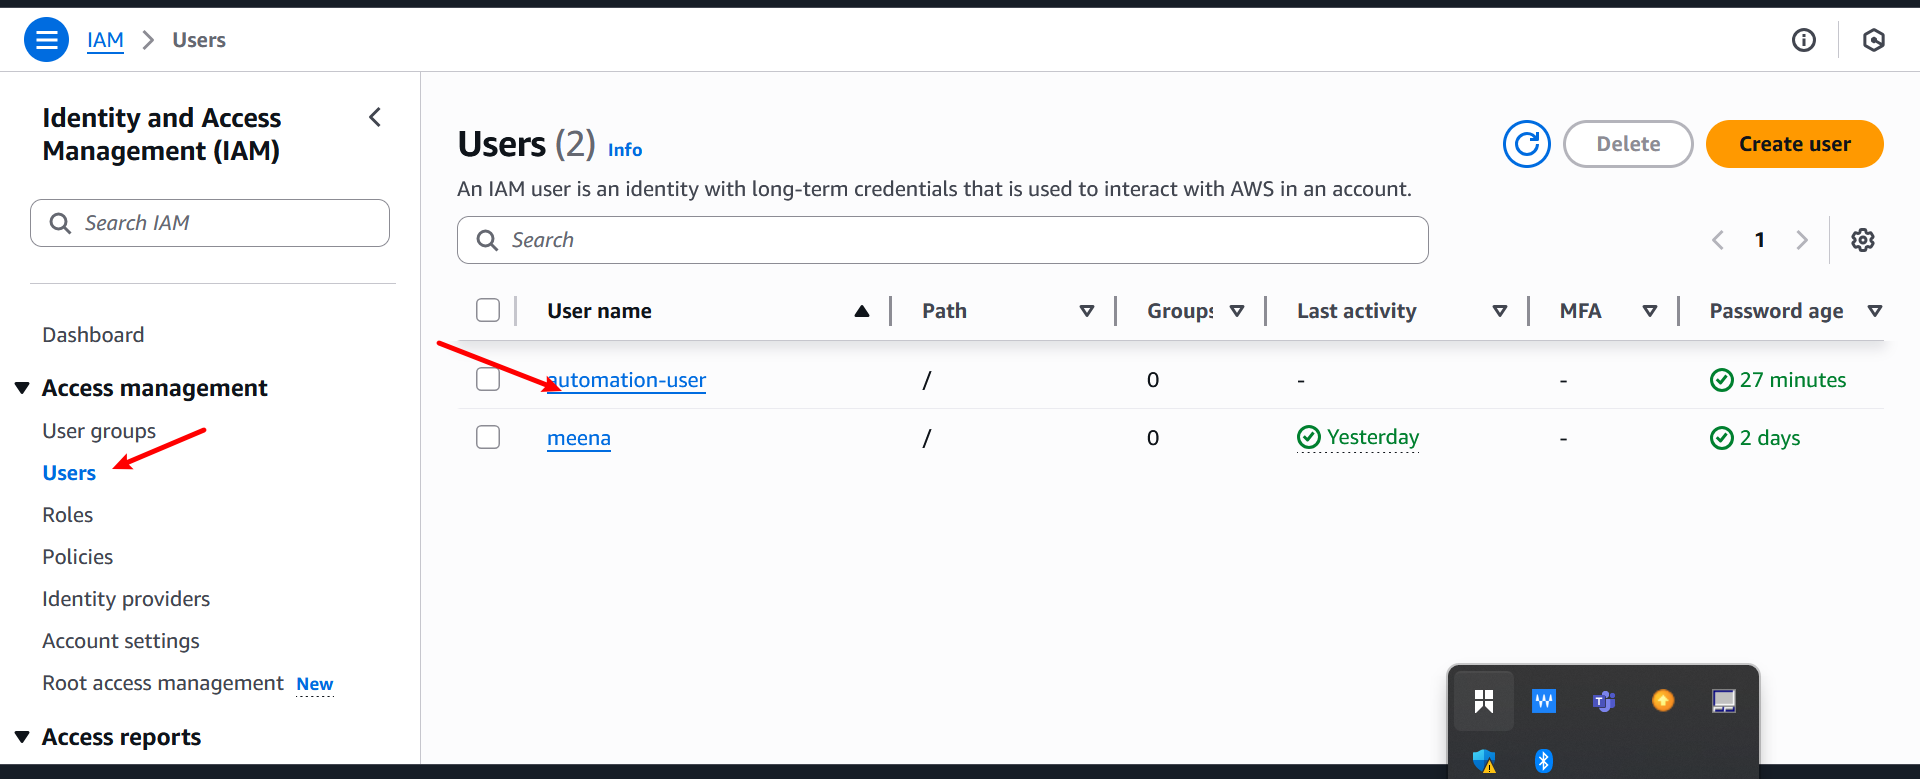 IAM > Users
Identity and Access
Management (IAM)
Search IAM
Dashboard
Access management
User groups
Users
Roles
Policies
Identity providers
Account settings
Root access management New
Access reports
Users (2) Info
Delete
Create user
An IAM user is an identity with long-term credentials that is used to interact with AWS in an account.
Search
1
User name Path Groups Last activity MFA Password age
automation-user / 0 - - 27 minutes
meena / 0 Yesterday - 2 days